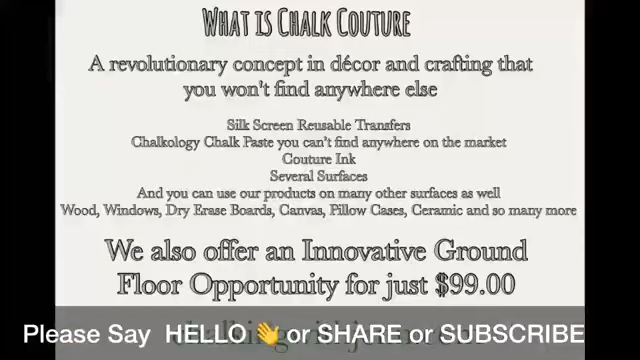 WHAT IS CHALK COUTURE
A revolutionary concept in décor and crafting that
you won't find anywhere else
Silk Screen Reusable Transfers
Chalkology Chalk Paste you can't find anywhere on the market
Couture Ink
Several Surfaces
And you can use our products on many other surfaces as well
Wood, Windows, Dry Erase Boards, Canvas, Pillow Cases, Ceramic and so many more
We also offer an Innovative Ground
Floor Opportunity for just $99.00
Please Say HELLO 👋 or SHARE or SUBSCRIBE